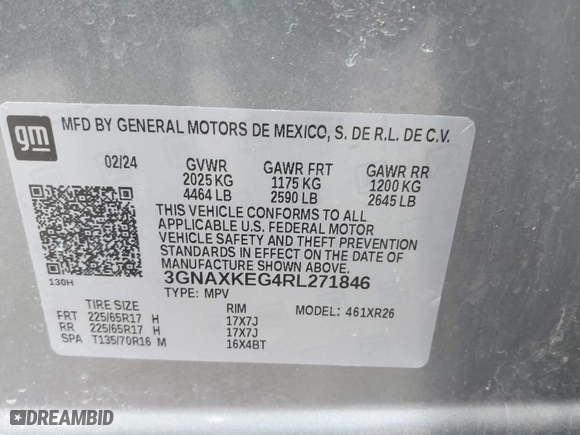 gm
MFD BY GENERAL MOTORS DE MEXICO, S. DE R.L. DE C.V.
02/24 GVWR GAWR FRT GAWR RR
2025 KG 1175 KG 1200 KG
4464 LB 2590 LB 2645 LB
THIS VEHICLE CONFORMS TO ALL
APPLICABLE U.S. FEDERAL MOTOR
VEHICLE SAFETY AND THEFT PREVENTION
STANDARDS IN EFFECT ON THE DATE OF
MANUFACTURE SHOWN ABOVE.
3GNAXKEG4RL271846
130H
TYPE: MPV
TIRE SIZE RIM MODEL: 461XR26
FRT 225/65R17 H 17X7J
RR 225/65R17 H 17X7J
SPA T135/70R16 M 16X4BT
DREAMBID